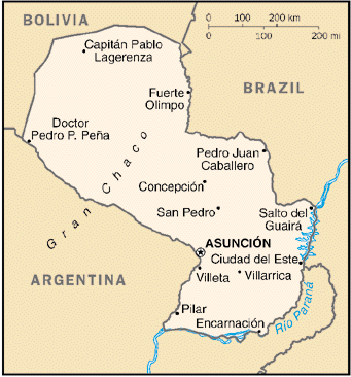 BOLIVIA
0 100 200 km
0 100 200 mi
Capitán Pablo
Lagerenza
Fuerte
Olimpo
BRAZIL
Doctor
Pedro P. Peña
Gran Chaco
Pedro Juan
Caballero
Concepción
San Pedro
Salto del
Guairá
ASUNCIÓN
Ciudad del Este
Villeta
Villarrica
ARGENTINA
Pilar
Encarnación
Río Paraná